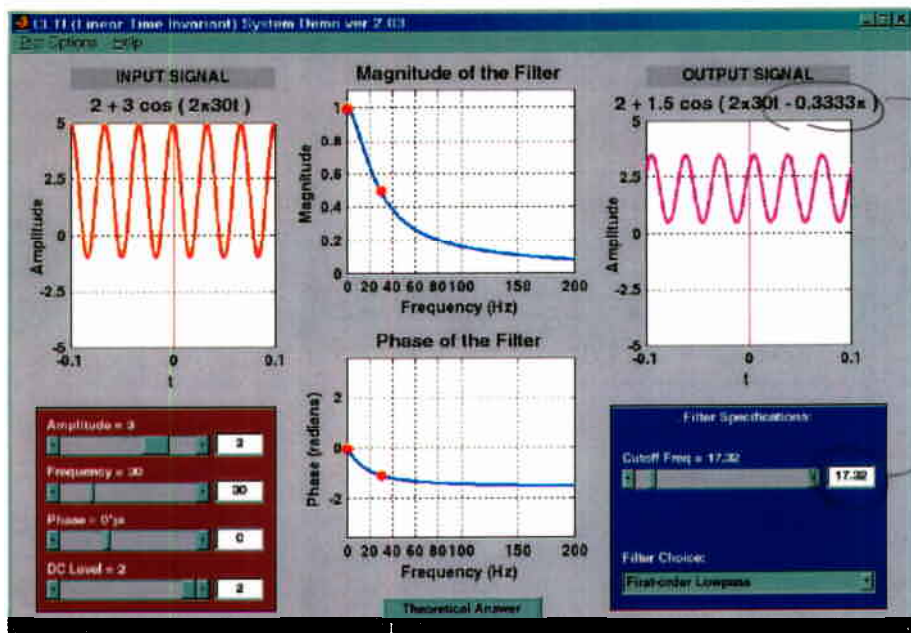 CLTI (Linear Time Invariant) System Demo ver 2.03
Plot Options Help
INPUT SIGNAL
2 + 3 cos ( 2π30t )
Amplitude
5
2.5
0
-2.5
-5
-0.1 0 0.1
t
Magnitude of the Filter
Magnitude
1
0.8
0.6
0.4
0.2
0
0 20 40 60 80 100 150 200
Frequency (Hz)
OUTPUT SIGNAL
2 + 1.5 cos ( 2π30t - 0.3333π )
Amplitude
5
2.5
0
-2.5
-5
-0.1 0 0.1
t
Phase of the Filter
Phase (radians)
2
0
-2
0 20 40 60 80 100 150 200
Frequency (Hz)
Amplitude = 3
3
Frequency = 30
30
Phase = 0*pi
0
DC Level = 2
2
Theoretical Answer
Filter Specifications:
Cutoff Freq = 17.32
17.32
Filter Choice:
First-order Lowpass